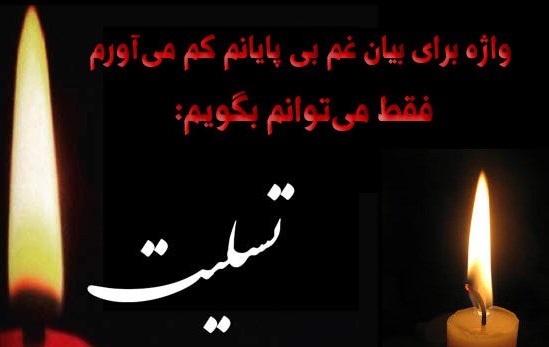 واژه برای بیان غم بی پایانم کم می‌آورم
فقط می‌توانم بگویم:
تسلیت